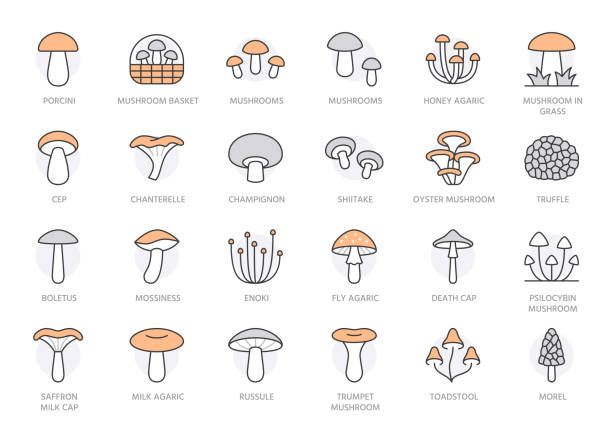 PORCINI
MUSHROOM BASKET
MUSHROOMS
MUSHROOMS
HONEY AGARIC
MUSHROOM IN
GRASS
CEP
CHANTERELLE
CHAMPIGNON
SHIITAKE
OYSTER MUSHROOM
TRUFFLE
BOLETUS
MOSSINESS
ENOKI
FLY AGARIC
DEATH CAP
PSILOCYBIN
MUSHROOM
SAFFRON
MILK CAP
MILK AGARIC
RUSSULE
TRUMPET
MUSHROOM
TOADSTOOL
MOREL